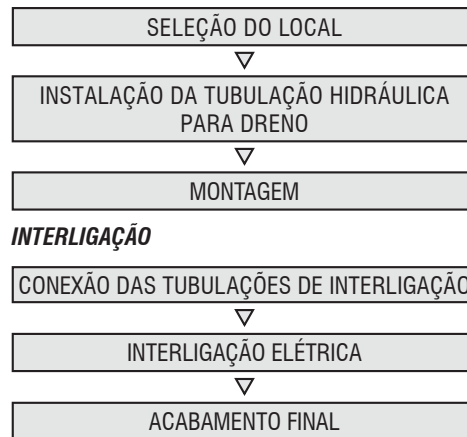 SELEÇÃO DO LOCAL
INSTALAÇÃO DA TUBULAÇÃO HIDRÁULICA
PARA DRENO
MONTAGEM
INTERLIGAÇÃO
CONEXÃO DAS TUBULAÇÕES DE INTERLIGAÇÃO
INTERLIGAÇÃO ELÉTRICA
ACABAMENTO FINAL